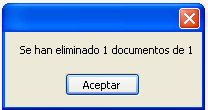 Se han eliminado 1 documentos de 1
Aceptar